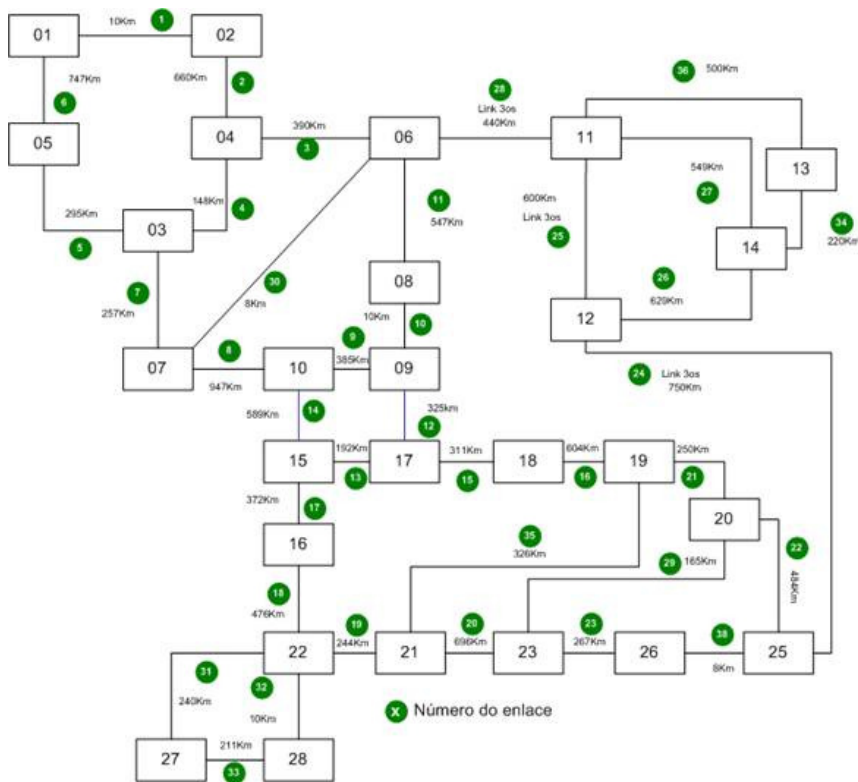 1
10Km
01
02
36
500Km
747Km
660Km
2
28
6
Link 3os
440Km
390Km
05
04
06
11
3
13
549Km
148Km
4
11
600Km
27
547Km
Link 3os
34
295Km
03
25
14
220Km
5
26
7
30
08
629Km
257Km
8Km
10Km
10
12
9
8
385Km
07
10
09
24
Link 3os
947Km
750Km
14
325km
589Km
12
192Km
311Km
604Km
250Km
15
17
18
19
13
15
16
21
372Km
17
20
35
16
326Km
22
29
165Km
484Km
18
476Km
19
20
23
38
244Km
696Km
267Km
22
21
23
26
25
8Km
31
32
240Km
10Km
X
Número do enlace
211Km
27
28
33